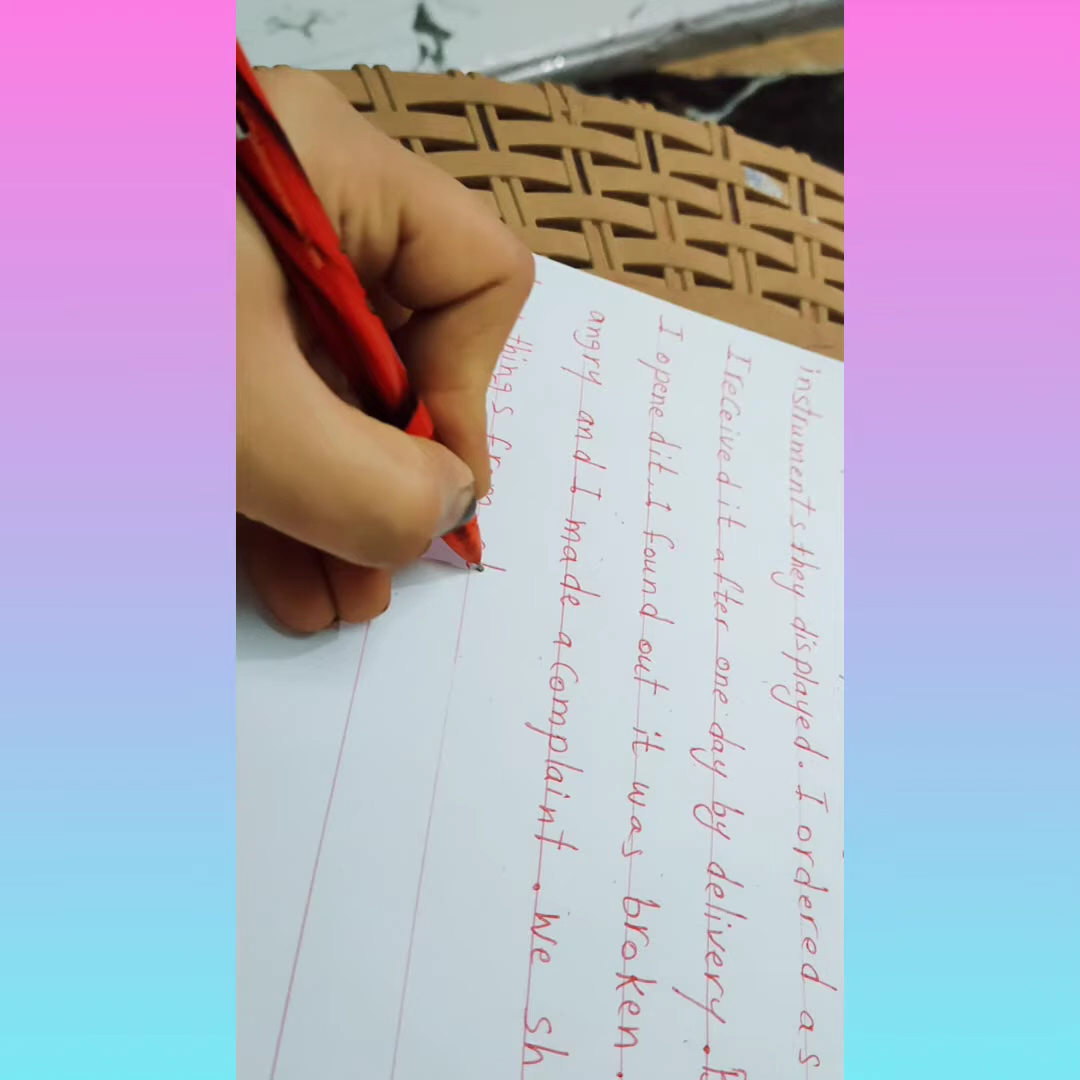 instruments they displayed. I ordered a s
I received it after one day by delivery. B
I opened it, I found out it was broken.
angry and I made a complaint. We sh
things from